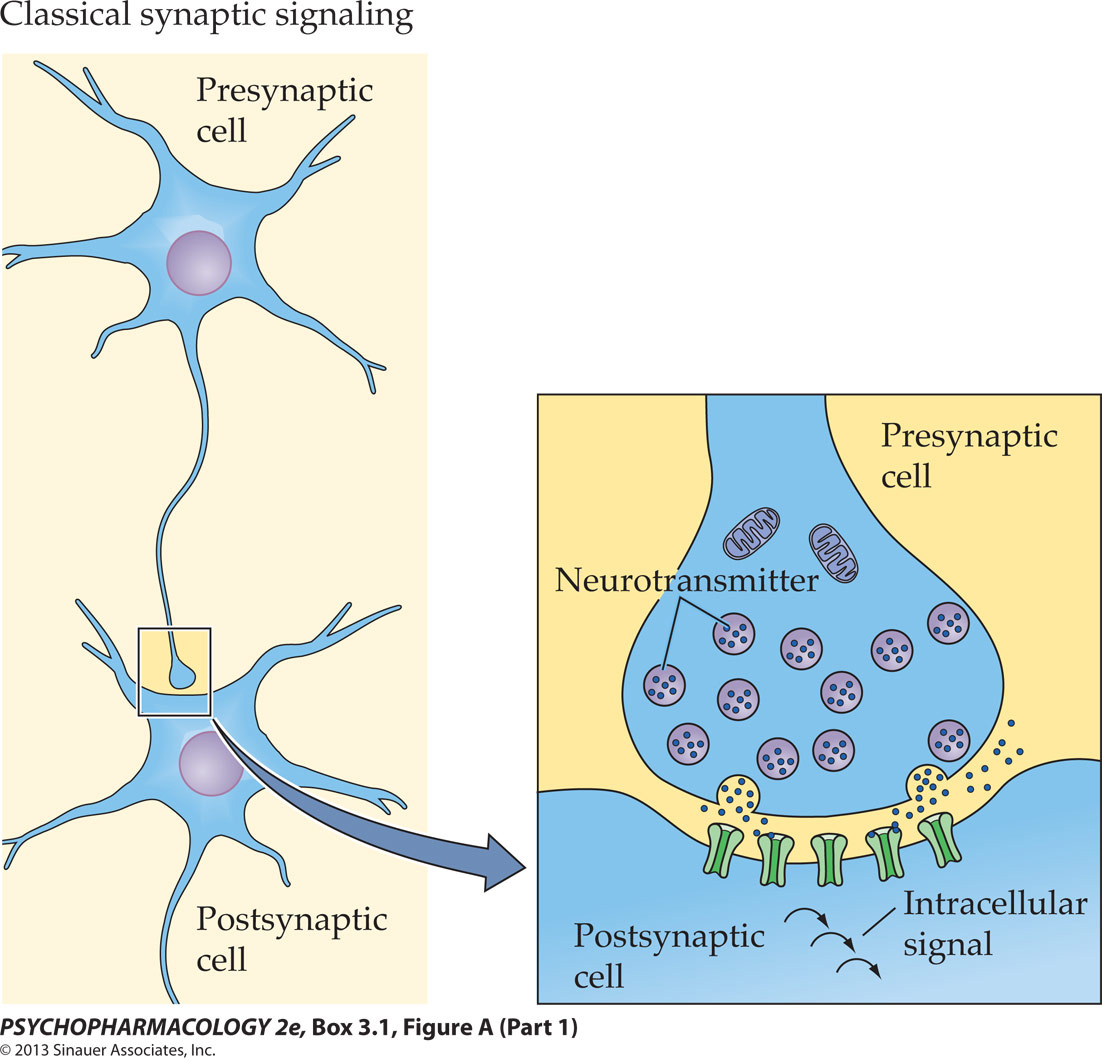 Classical synaptic signaling
Presynaptic
cell
Postsynaptic
cell
Presynaptic
cell
Neurotransmitter
Postsynaptic
cell
Intracellular
signal
PSYCHOPHARMACOLOGY 2e, Box 3.1, Figure A (Part 1)
© 2013 Sinauer Associates, Inc.